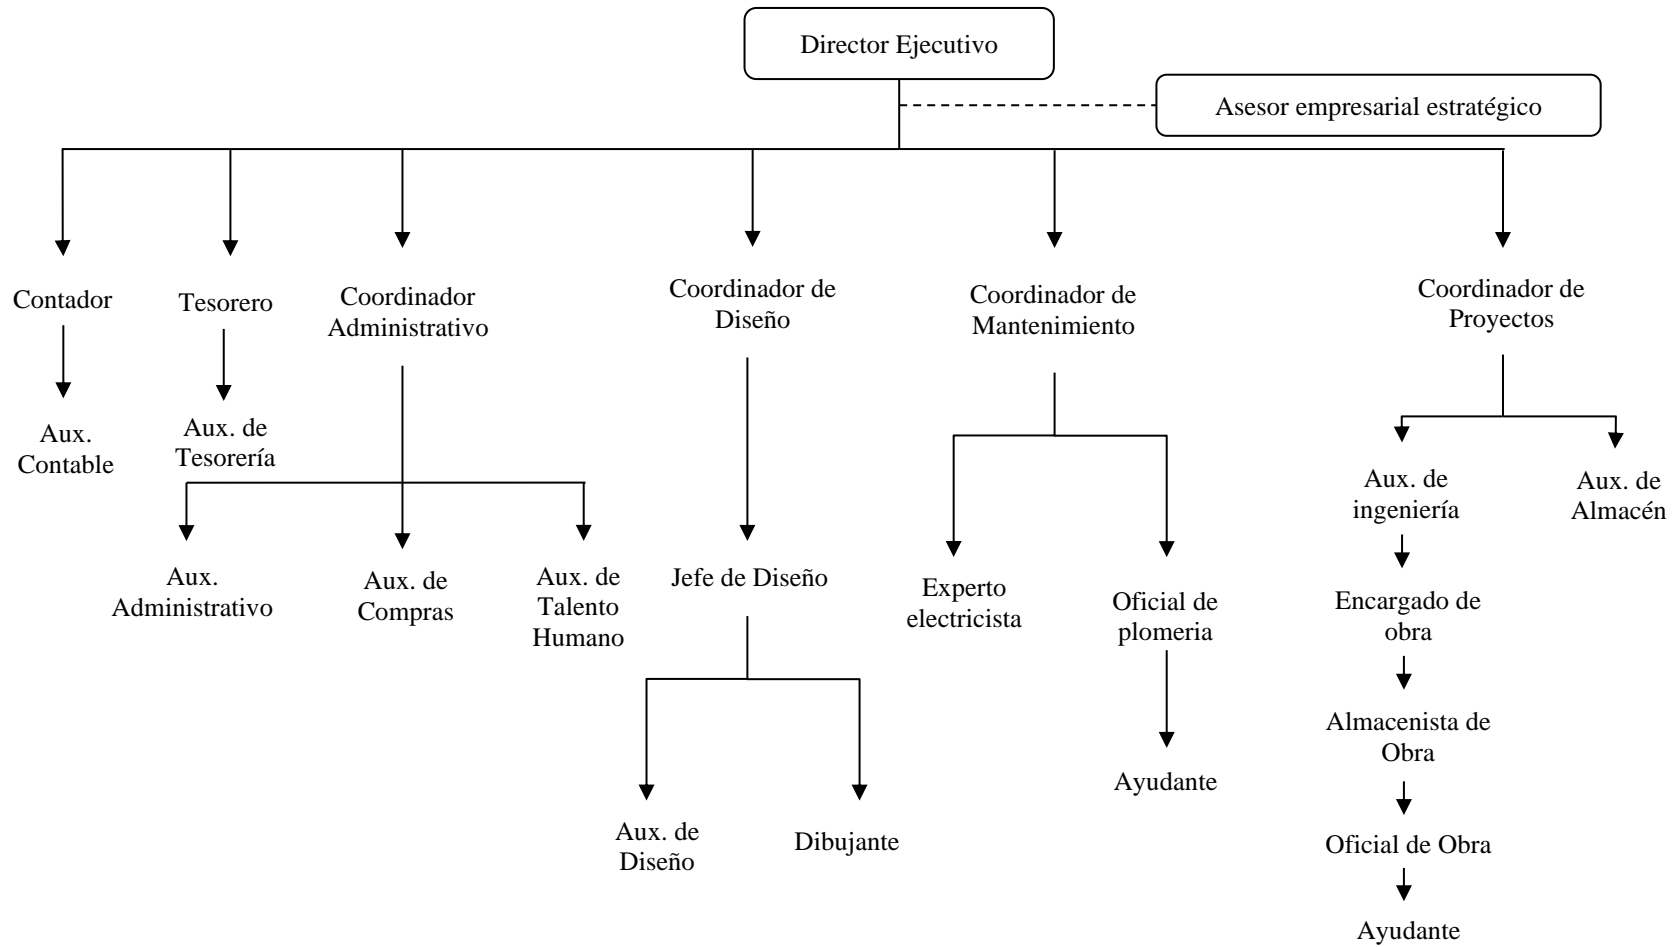 Director Ejecutivo
Asesor empresarial estratégico
Contador
Tesorero
Coordinador
Administrativo
Coordinador de
Diseño
Coordinador de
Mantenimiento
Coordinador de
Proyectos
Aux.
Contable
Aux. de
Tesorería
Aux.
Administrativo
Aux. de
Compras
Aux. de
Talento
Humano
Jefe de Diseño
Aux. de
Diseño
Dibujante
Experto
electricista
Oficial de
plomeria
Ayudante
Aux. de
ingeniería
Aux. de
Almacén
Encargado de
obra
Almacenista de
Obra
Oficial de Obra
Ayudante